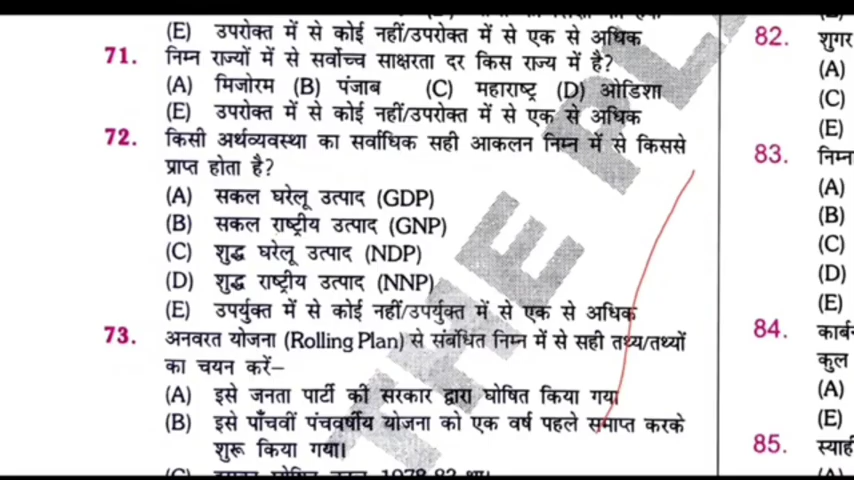 (E) उपरोक्त में से कोई नहीं/उपरोक्त में से एक से अधिक
71. निम्न राज्यों में से सर्वोच्च साक्षरता दर किस राज्य में है?
(A) मिजोरम (B) पंजाब (C) महाराष्ट्र (D) ओडिशा
(E) उपरोक्त में से कोई नहीं/उपरोक्त में से एक से अधिक
72. किसी अर्थव्यवस्था का सर्वाधिक सही आकलन निम्न में से किससे
प्राप्त होता है?
(A) सकल घरेलू उत्पाद (GDP)
(B) सकल राष्ट्रीय उत्पाद (GNP)
(C) शुद्ध घरेलू उत्पाद (NDP)
(D) शुद्ध राष्ट्रीय उत्पाद (NNP)
(E) उपर्युक्त में से कोई नहीं/उपर्युक्त में से एक से अधिक
73. अनवरत योजना (Rolling Plan) से संबंधित निम्न में से सही तथ्य/तथ्यों
का चयन करें–
(A) इसे जनता पार्टी की सरकार द्वारा घोषित किया गया
(B) इसे पाँचवीं पंचवर्षीय योजना को एक वर्ष पहले समाप्त करके
शुरू किया गया।
82.
शुगर
(A)
(C)
(E)
83. निम्न
(A)
(B)
(C)
(D)
(E)
84. कार्बन
कुल
(A)
(E)
85. स्याही
THE PL